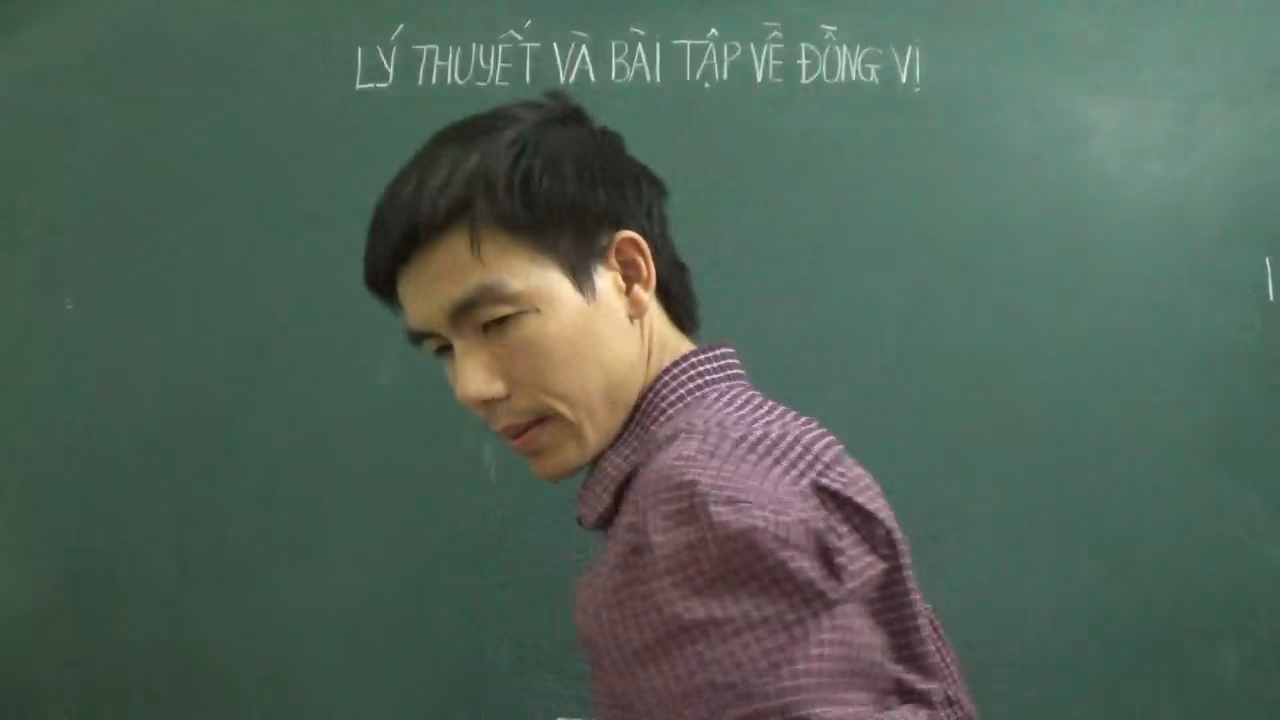 LÝ THUYẾT VÀ BÀI TẬP VỀ ĐỒNG VỊ